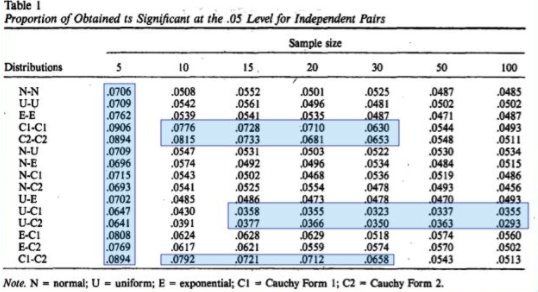 Table 1
Proportion of Obtained ts Significant at the .05 Level for Independent Pairs
Sample size
Distributions 5 10 15 20 30 50 100
N-N .0706 .0508 .0552 .0501 .0525 .0487 .0485
U-U .0709 .0542 .0561 .0496 .0481 .0502 .0502
E-E .0762 .0539 .0541 .0535 .0487 .0471 .0487
C1-C1 .0906 .0776 .0728 .0710 .0630 .0544 .0493
C2-C2 .0894 .0815 .0733 .0681 .0653 .0548 .0511
N-U .0709 .0547 .0531 .0503 .0522 .0530 .0534
N-E .0696 .0574 .0492 .0496 .0534 .0484 .0515
N-C1 .0715 .0543 .0502 .0468 .0536 .0519 .0486
N-C2 .0693 .0541 .0525 .0554 .0478 .0493 .0456
U-E .0702 .0485 .0486 .0473 .0478 .0470 .0493
U-C1 .0647 .0430 .0358 .0355 .0323 .0337 .0355
U-C2 .0641 .0391 .0377 .0366 .0350 .0363 .0293
E-C1 .0808 .0624 .0628 .0629 .0518 .0574 .0560
E-C2 .0769 .0617 .0621 .0559 .0574 .0570 .0502
C1-C2 .0894 .0792 .0721 .0712 .0658 .0543 .0513
Note. N = normal; U = uniform; E = exponential; C1 = Cauchy Form 1; C2 = Cauchy Form 2.